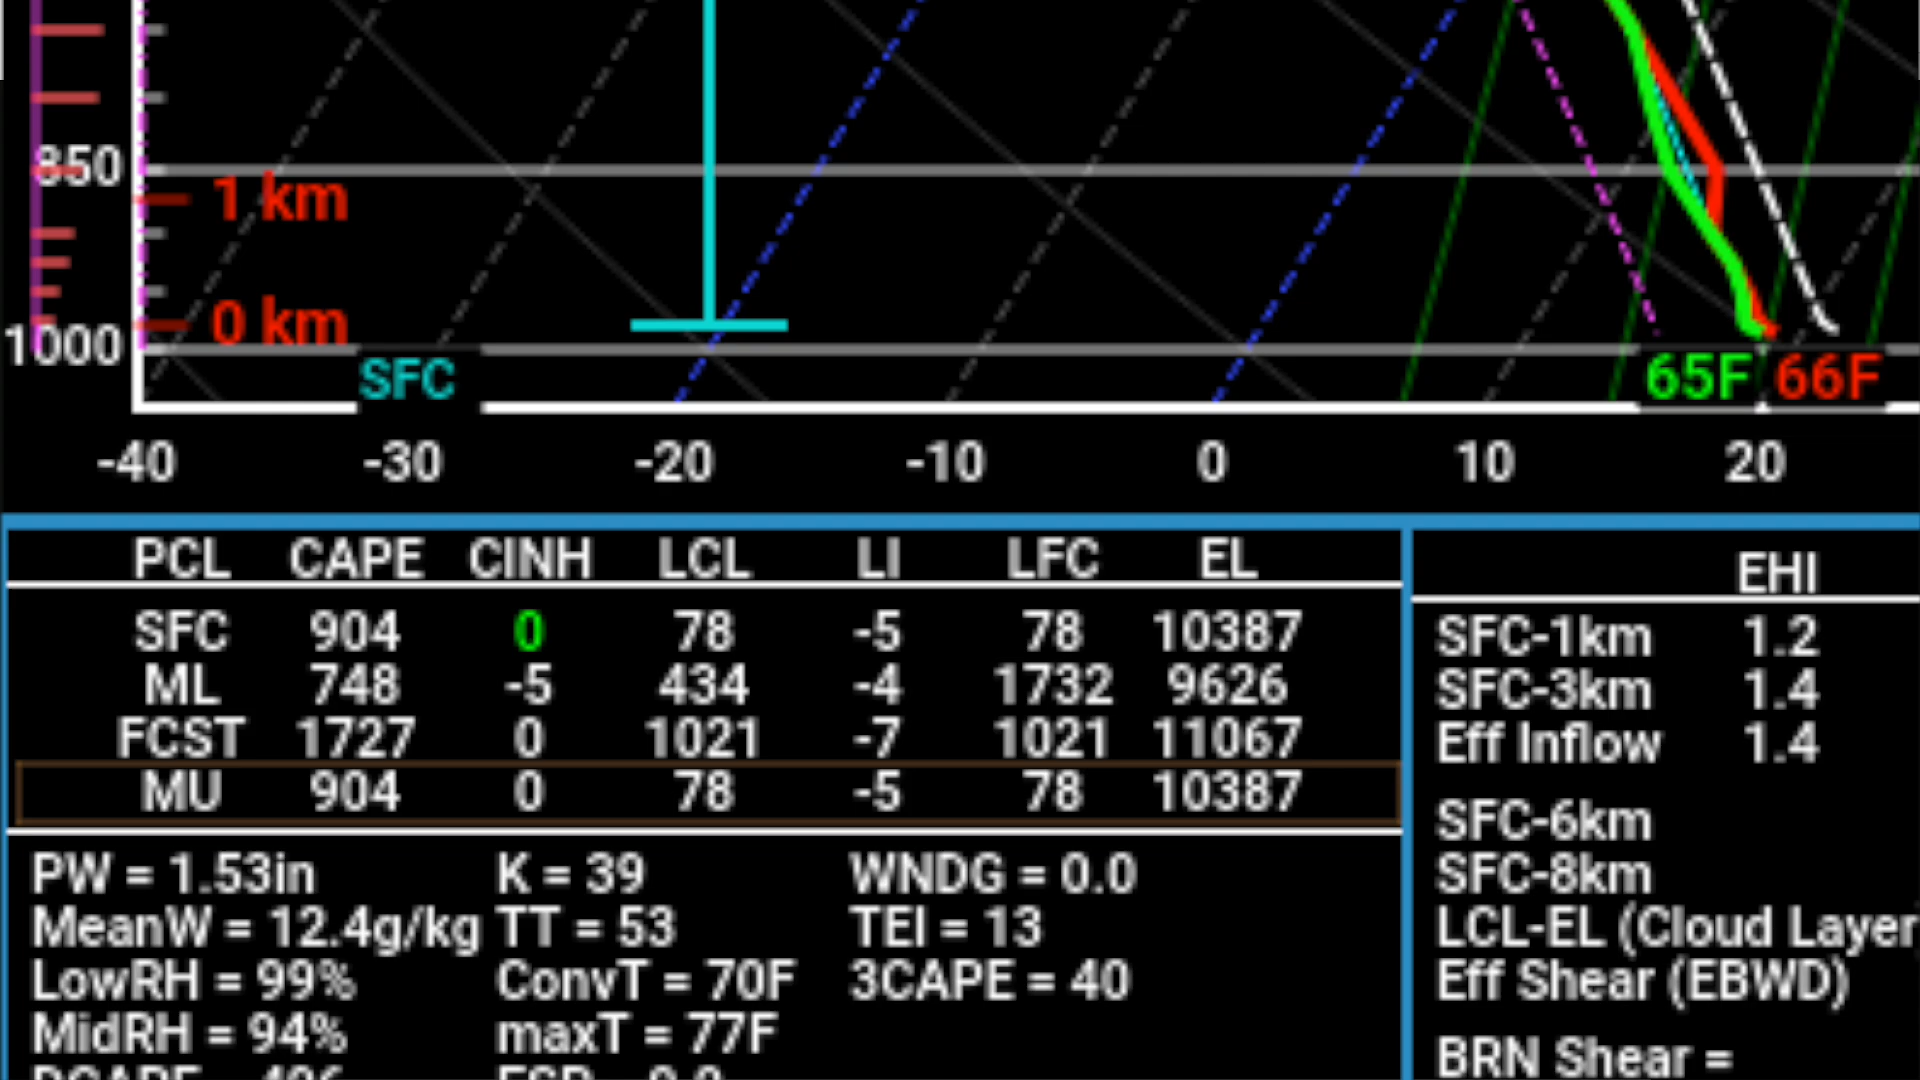 850
1 km
0 km
1000
SFC
65F 66F
-40 -30 -20 -10 0 10 20
PCL CAPE CINH LCL LI LFC EL
SFC 904 0 78 -5 78 10387
ML 748 -5 434 -4 1732 9626
FCST 1727 0 1021 -7 1021 11067
MU 904 0 78 -5 78 10387
PW = 1.53in K = 39 WNDG = 0.0
MeanW = 12.4g/kg TT = 53 TEI = 13
LowRH = 99% ConvT = 70F 3CAPE = 40
MidRH = 94% maxT = 77F
EHI
SFC-1km 1.2
SFC-3km 1.4
Eff Inflow 1.4
SFC-6km
SFC-8km
LCL-EL (Cloud Layer
Eff Shear (EBWD)
BRN Shear =